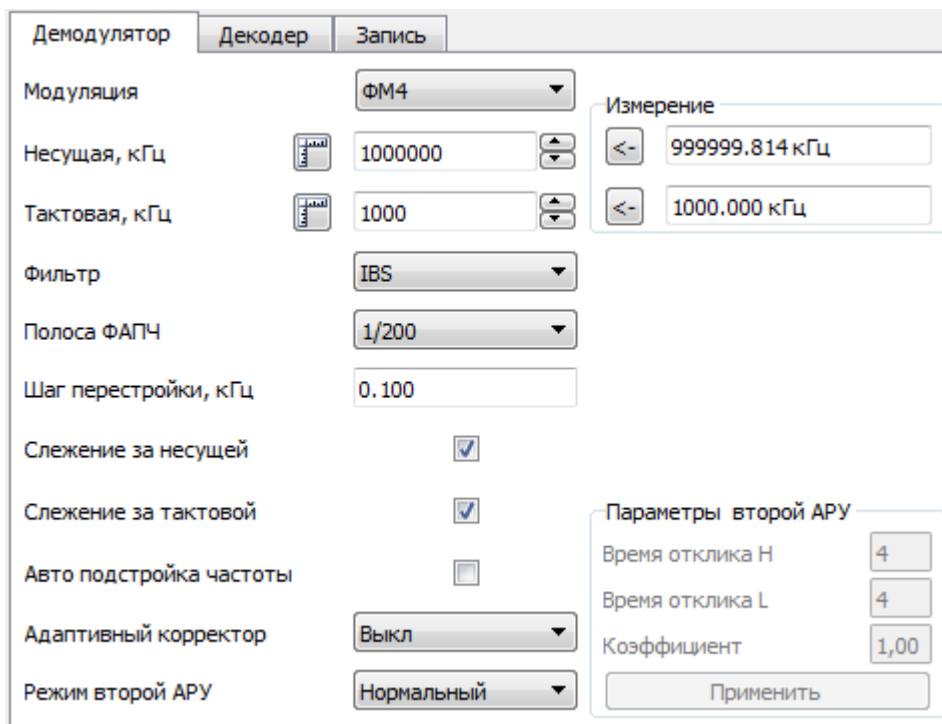 Демодулятор Декодер Запись
Модуляция ФМ4
Измерение
Несущая, кГц 1000000 <- 999999.814 кГц
Тактовая, кГц 1000 <- 1000.000 кГц
Фильтр IBS
Полоса ФАПЧ 1/200
Шаг перестройки, кГц 0.100
Слежение за несущей
Слежение за тактовой
Параметры второй АРУ
Время отклика H 4
Авто подстройка частоты
Время отклика L 4
Адаптивный корректор Выкл
Коэффициент 1,00
Режим второй АРУ Нормальный Применить